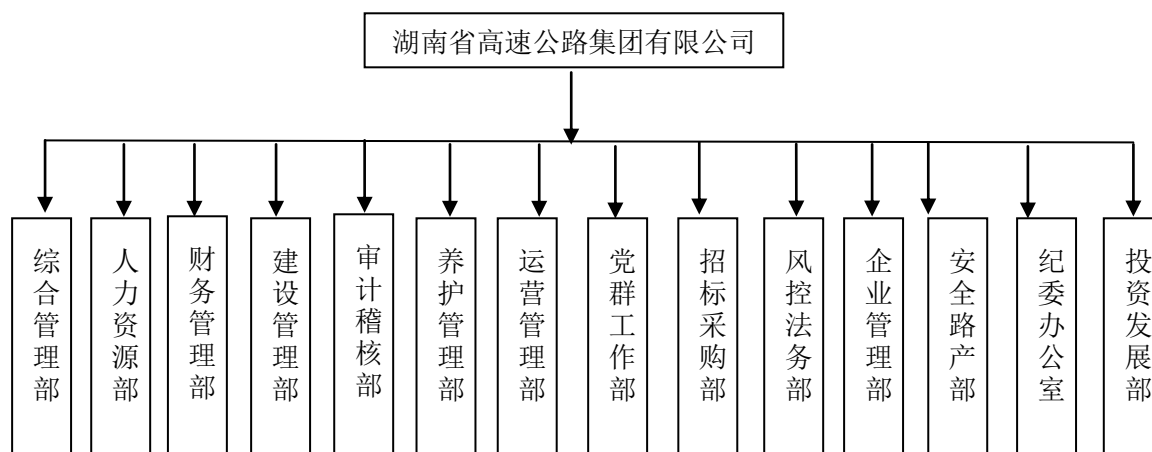 湖南省高速公路集团有限公司
综合管理部
人力资源部
财务管理部
建设管理部
审计稽核部
养护管理部
运营管理部
党群工作部
招标采购部
风控法务部
企业管理部
安全路产部
纪委办公室
投资发展部